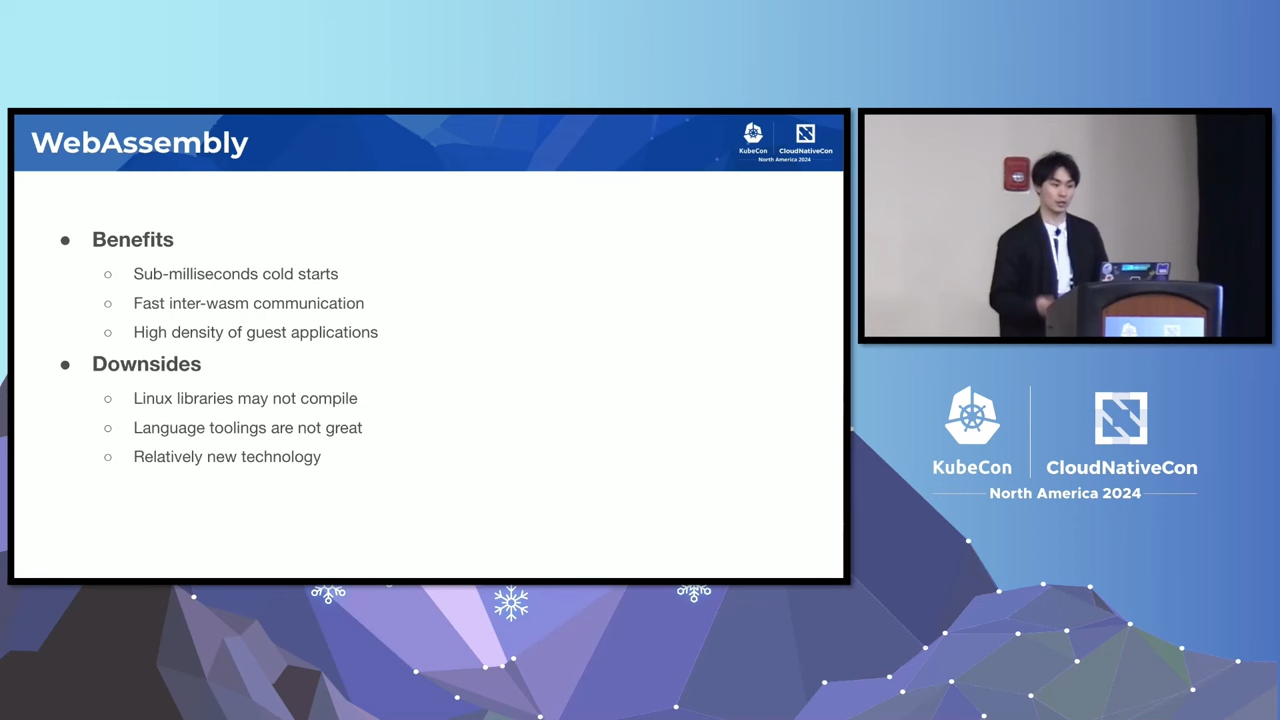 WebAssembly
KubeCon
CloudNativeCon
North America 2024
Benefits
Sub-milliseconds cold starts
Fast inter-wasm communication
High density of guest applications
Downsides
Linux libraries may not compile
Language toolings are not great
Relatively new technology
KubeCon
CloudNativeCon
North America 2024